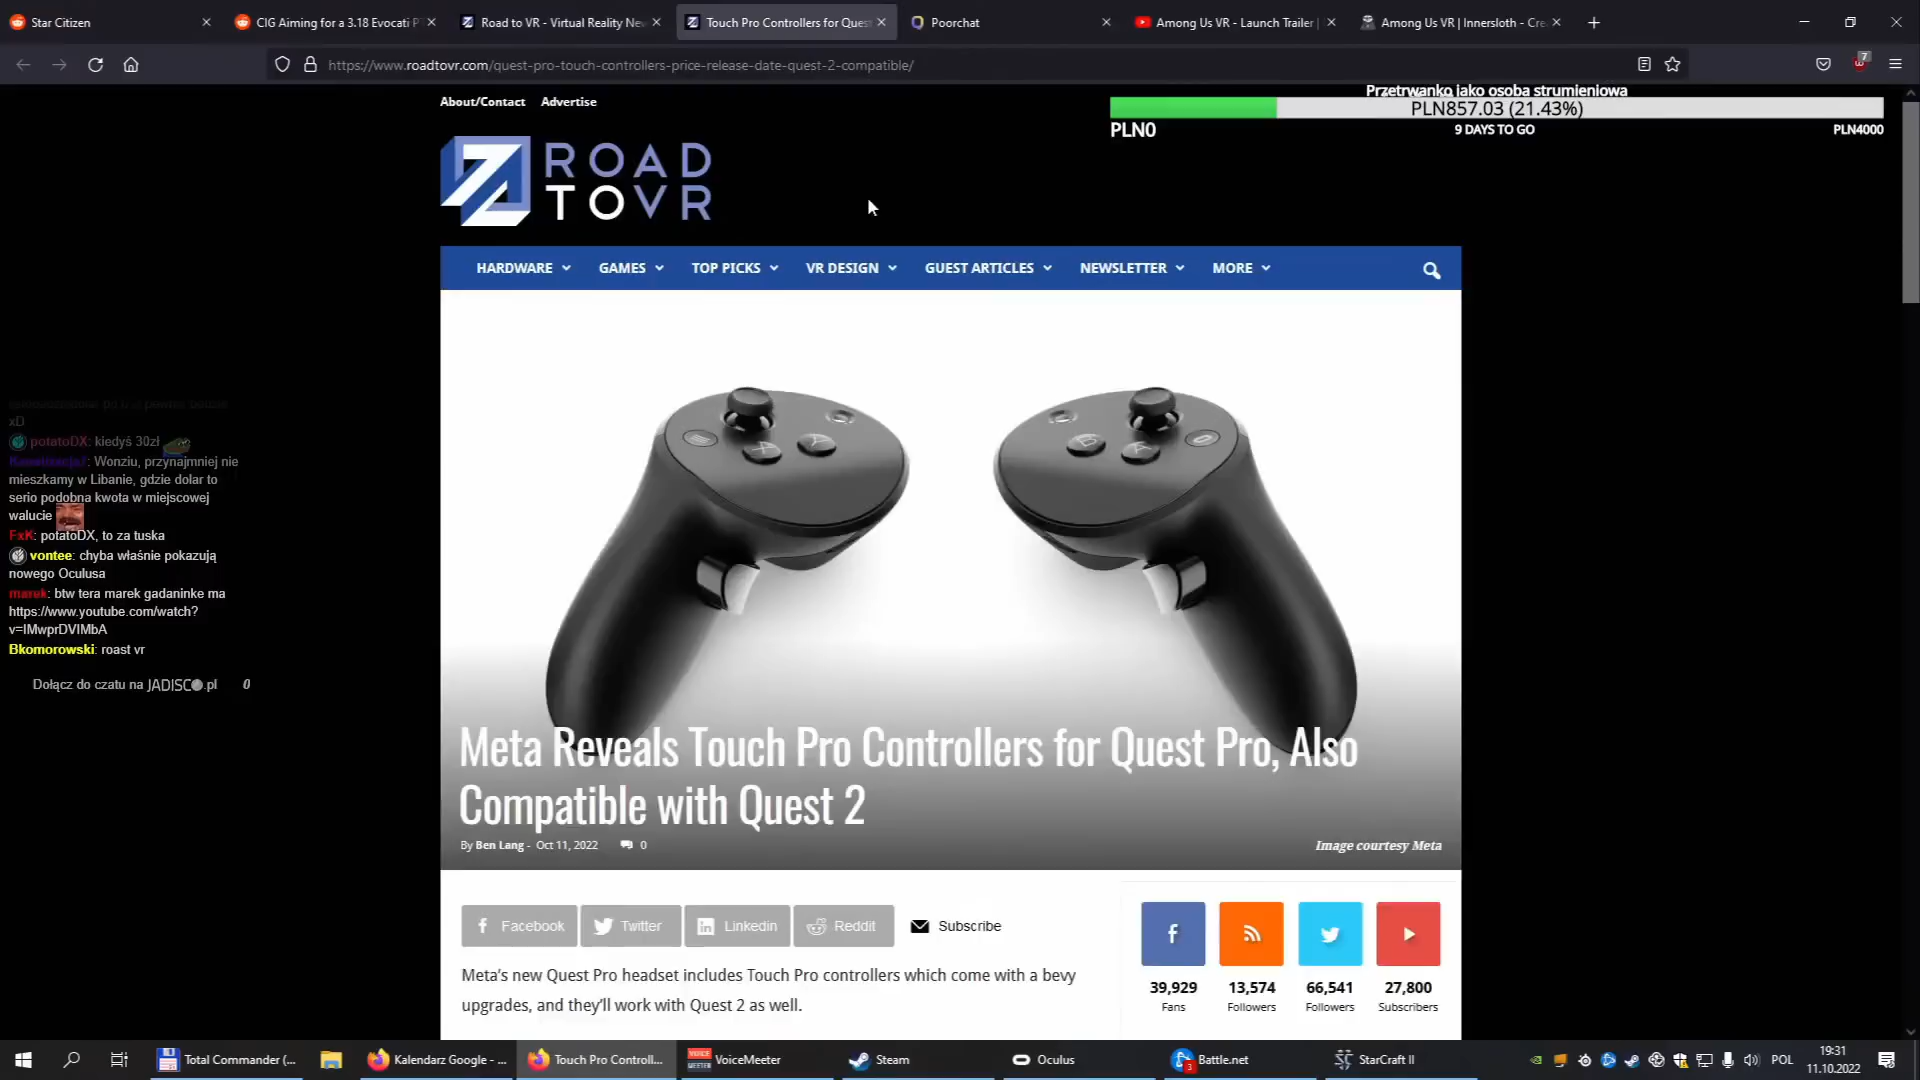 Star Citizen
CIG Aiming for a 3.18 Evocati P
Road to VR - Virtual Reality Ne
Touch Pro Controllers for Ques
Poorchat
Among Us VR - Launch Trailer |
Among Us VR | Innersloth - Cre
https://www.roadtovr.com/quest-pro-touch-controllers-price-release-date-quest-2-compatible/
7
About/Contact Advertise
Przetrwanko jako osoba strumieniowa
PLN857.03 (21.43%)
PLN0
9 DAYS TO GO
PLN4000
ROAD
TOVR
HARDWARE GAMES TOP PICKS VR DESIGN GUEST ARTICLES NEWSLETTER MORE
X Y
B A
xD
potatoDX: kiedyś 30zł
: Wonziu, przynajmniej nie
mieszkamy w Libanie, gdzie dolar to
serio podobna kwota w miejscowej
walucie
FxK: potatoDX, to za tuska
vontee: chyba właśnie pokazują
nowego Oculusa
marek: btw tera marek gadaninke ma
https://www.youtube.com/watch?
v=IMwprDVIMbA
Bkomorowski: roast vr
Dołącz do czatu na JADISCO.pl 0
Meta Reveals Touch Pro Controllers for Quest Pro, Also
Compatible with Quest 2
By Ben Lang - Oct 11, 2022 0
Image courtesy Meta
Facebook Twitter Linkedin Reddit Subscribe
39,929
Fans
13,574
Followers
66,541
Followers
27,800
Subscribers
Meta's new Quest Pro headset includes Touch Pro controllers which come with a bevy
upgrades, and they'll work with Quest 2 as well.
Total Commander (...
Kalendarz Google - ...
Touch Pro Controll...
VOICE MEETER VoiceMeeter
Steam
Oculus
3 Battle.net
StarCraft II
POL
19:31
11.10.2022